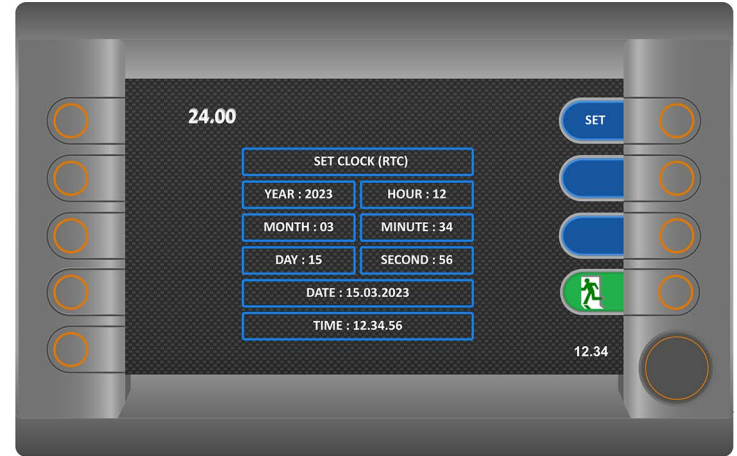 24.00
SET
SET CLOCK (RTC)
YEAR : 2023 HOUR : 12
MONTH : 03 MINUTE : 34
DAY : 15 SECOND : 56
DATE : 15.03.2023
TIME : 12.34.56
12.34